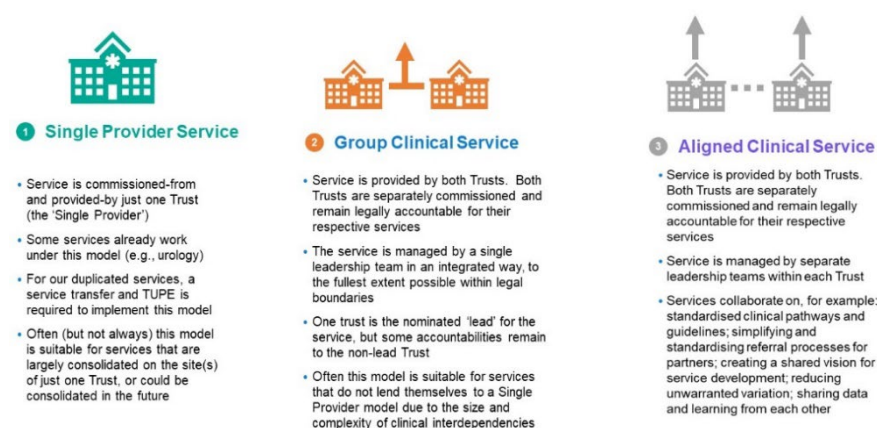 1 Single Provider Service
• Service is commissioned-from
and provided-by just one Trust
(the 'Single Provider')
• Some services already work
under this model (e.g., urology)
• For our duplicated services, a
service transfer and TUPE is
required to implement this model
• Often (but not always) this model
is suitable for services that are
largely consolidated on the site(s)
of just one Trust, or could be
consolidated in the future
2 Group Clinical Service
• Service is provided by both Trusts. Both
Trusts are separately commissioned and
remain legally accountable for their
respective services
• The service is managed by a single
leadership team in an integrated way, to
the fullest extent possible within legal
boundaries
• One trust is the nominated 'lead' for the
service, but some accountabilities remain
to the non-lead Trust
• Often this model is suitable for services
that do not lend themselves to a Single
Provider model due to the size and
complexity of clinical interdependencies
3 Aligned Clinical Service
• Service is provided by both Trusts.
Both Trusts are separately
commissioned and remain legally
accountable for their respective
services
• Service is managed by separate
leadership teams within each Trust
• Services collaborate on, for example:
standardised clinical pathways and
guidelines; simplifying and
standardising referral processes for
partners; creating a shared vision for
service development; reducing
unwarranted variation; sharing data
and learning from each other